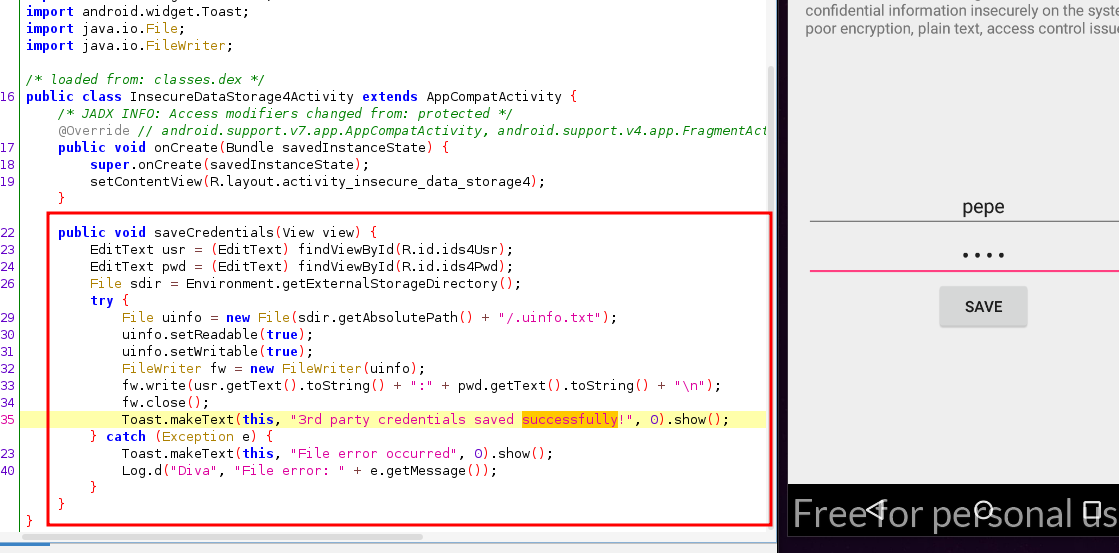 import android.widget.Toast;
import java.io.File;
import java.io.FileWriter;
/* loaded from: classes.dex */
16 public class InsecureDataStorage4Activity extends AppCompatActivity {
/* JADX INFO: Access modifiers changed from: protected */
@Override // android.support.v7.app.AppCompatActivity, android.support.v4.app.FragmentAct
17 public void onCreate(Bundle savedInstanceState) {
18 super.onCreate(savedInstanceState);
19 setContentView(R.layout.activity_insecure_data_storage4);
}
22 public void saveCredentials(View view) {
23 EditText usr = (EditText) findViewById(R.id.ids4Usr);
24 EditText pwd = (EditText) findViewById(R.id.ids4Pwd);
26 File sdir = Environment.getExternalStorageDirectory();
try {
29 File uinfo = new File(sdir.getAbsolutePath() + "/.uinfo.txt");
30 uinfo.setReadable(true);
31 uinfo.setWritable(true);
32 FileWriter fw = new FileWriter(uinfo);
33 fw.write(usr.getText().toString() + ":" + pwd.getText().toString() + "\n");
34 fw.close();
35 Toast.makeText(this, "3rd party credentials saved successfully!", 0).show();
} catch (Exception e) {
23 Toast.makeText(this, "File error occurred", 0).show();
40 Log.d("Diva", "File error: " + e.getMessage());
}
}
}
confidential information insecurely on the syste
poor encryption, plain text, access control issue
pepe
••••
SAVE
Free for personal us